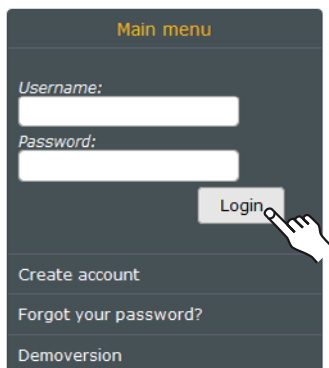 Main menu
Username:
Password:
Login
Create account
Forgot your password?
Demoversion